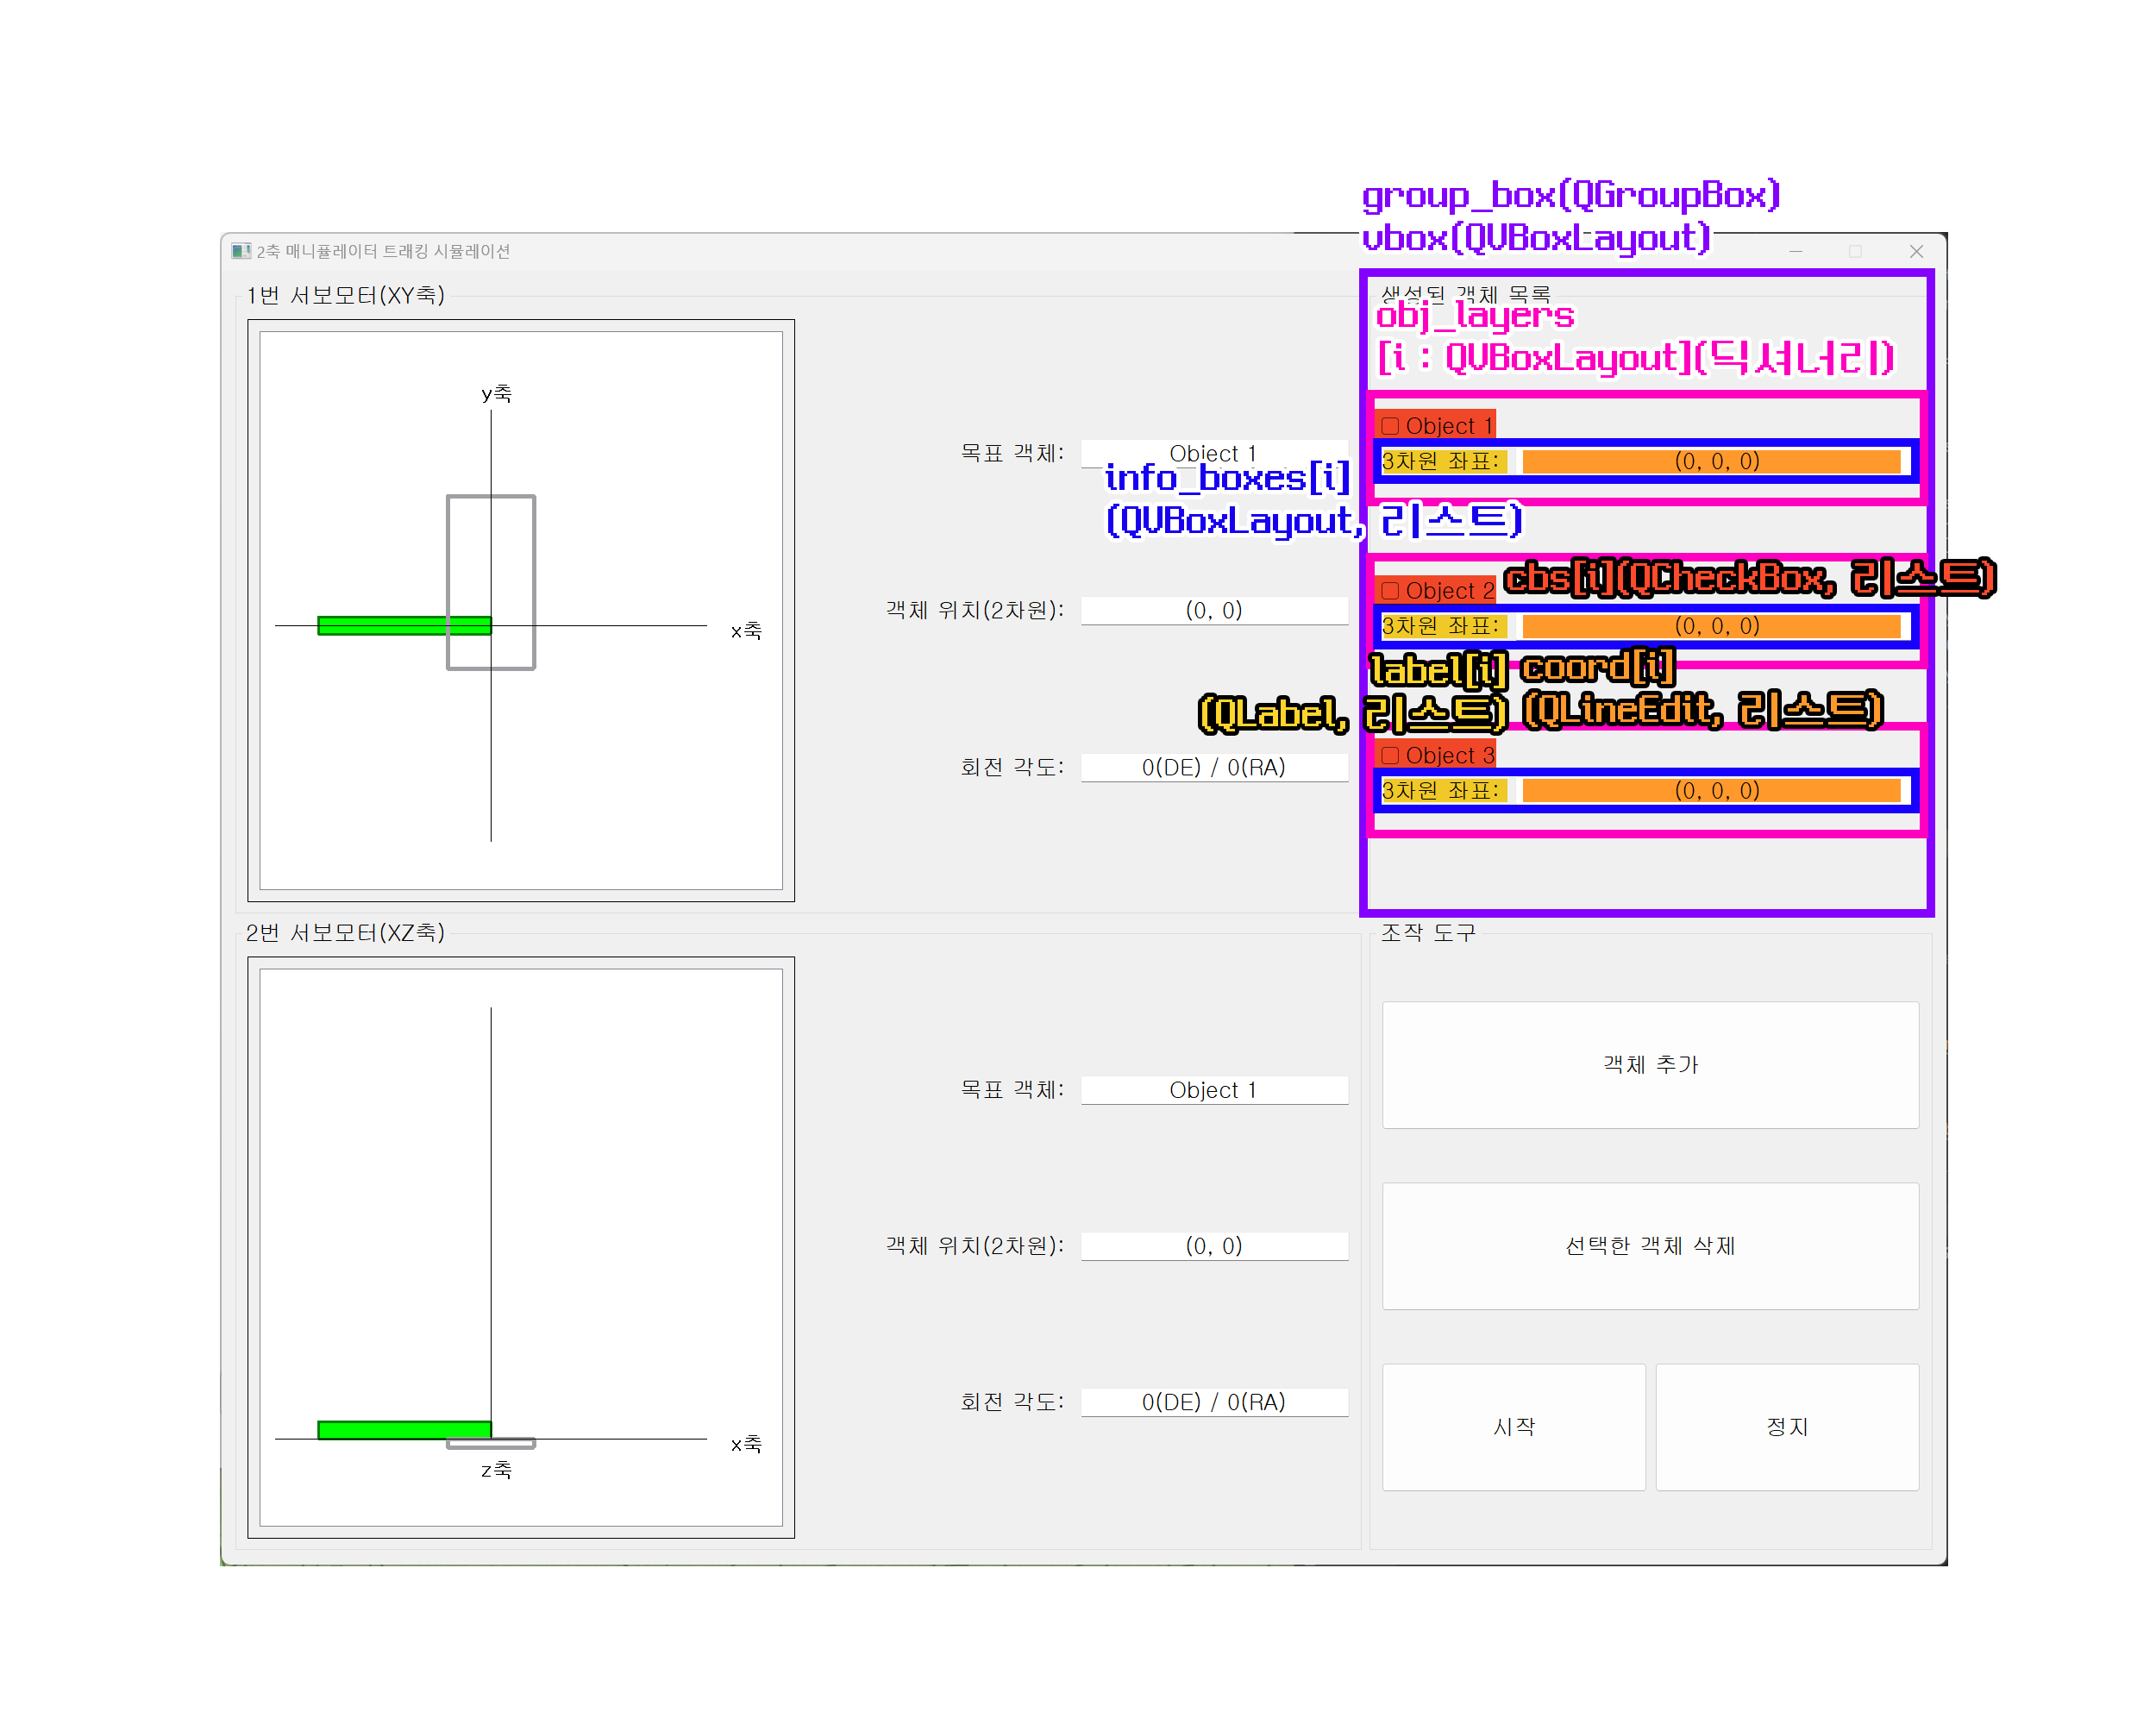 group_box(QGroupBox)
vbox(QVBoxLayout)
2축 매니퓰레이터 트래킹 시뮬레이션
1번 서보모터(XY축)
생성된 객체 목록
obj_layers
[i : QVBoxLayout](딕셔너리)
y축
x축
목표 객체: Object 1
info_boxes[i]
(QVBoxLayout, 리스트)
객체 위치(2차원): (0, 0)
회전 각도: 0(DE) / 0(RA)
Object 1
3차원 좌표: (0, 0, 0)
Object 2
cbs[i](QCheckBox, 리스트)
3차원 좌표: (0, 0, 0)
label[i]
(QLabel, 리스트)
coord[i]
(QLineEdit, 리스트)
Object 3
3차원 좌표: (0, 0, 0)
2번 서보모터(XZ축)
x축
z축
목표 객체: Object 1
객체 위치(2차원): (0, 0)
회전 각도: 0(DE) / 0(RA)
조작 도구
객체 추가
선택한 객체 삭제
시작
정지